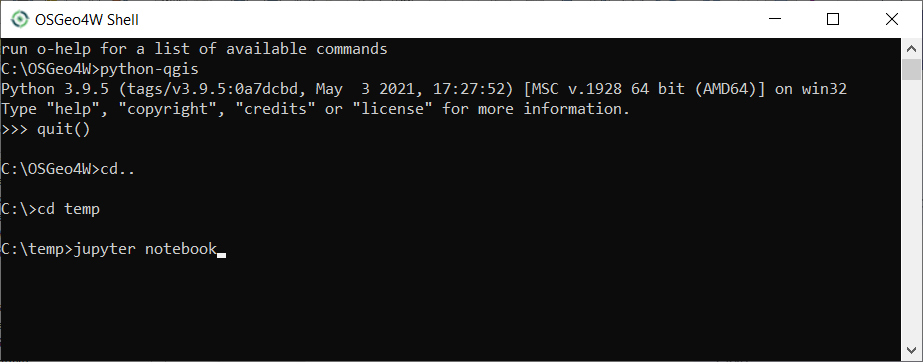 OSGeo4W Shell
run o-help for a list of available commands
C:\OSGeo4W>python-qgis
Python 3.9.5 (tags/v3.9.5:0a7dcbd, May  3 2021, 17:27:52) [MSC v.1928 64 bit (AMD64)] on win32
Type "help", "copyright", "credits" or "license" for more information.
>>> quit()
C:\OSGeo4W>cd..
C:\>cd temp
C:\temp>jupyter notebook